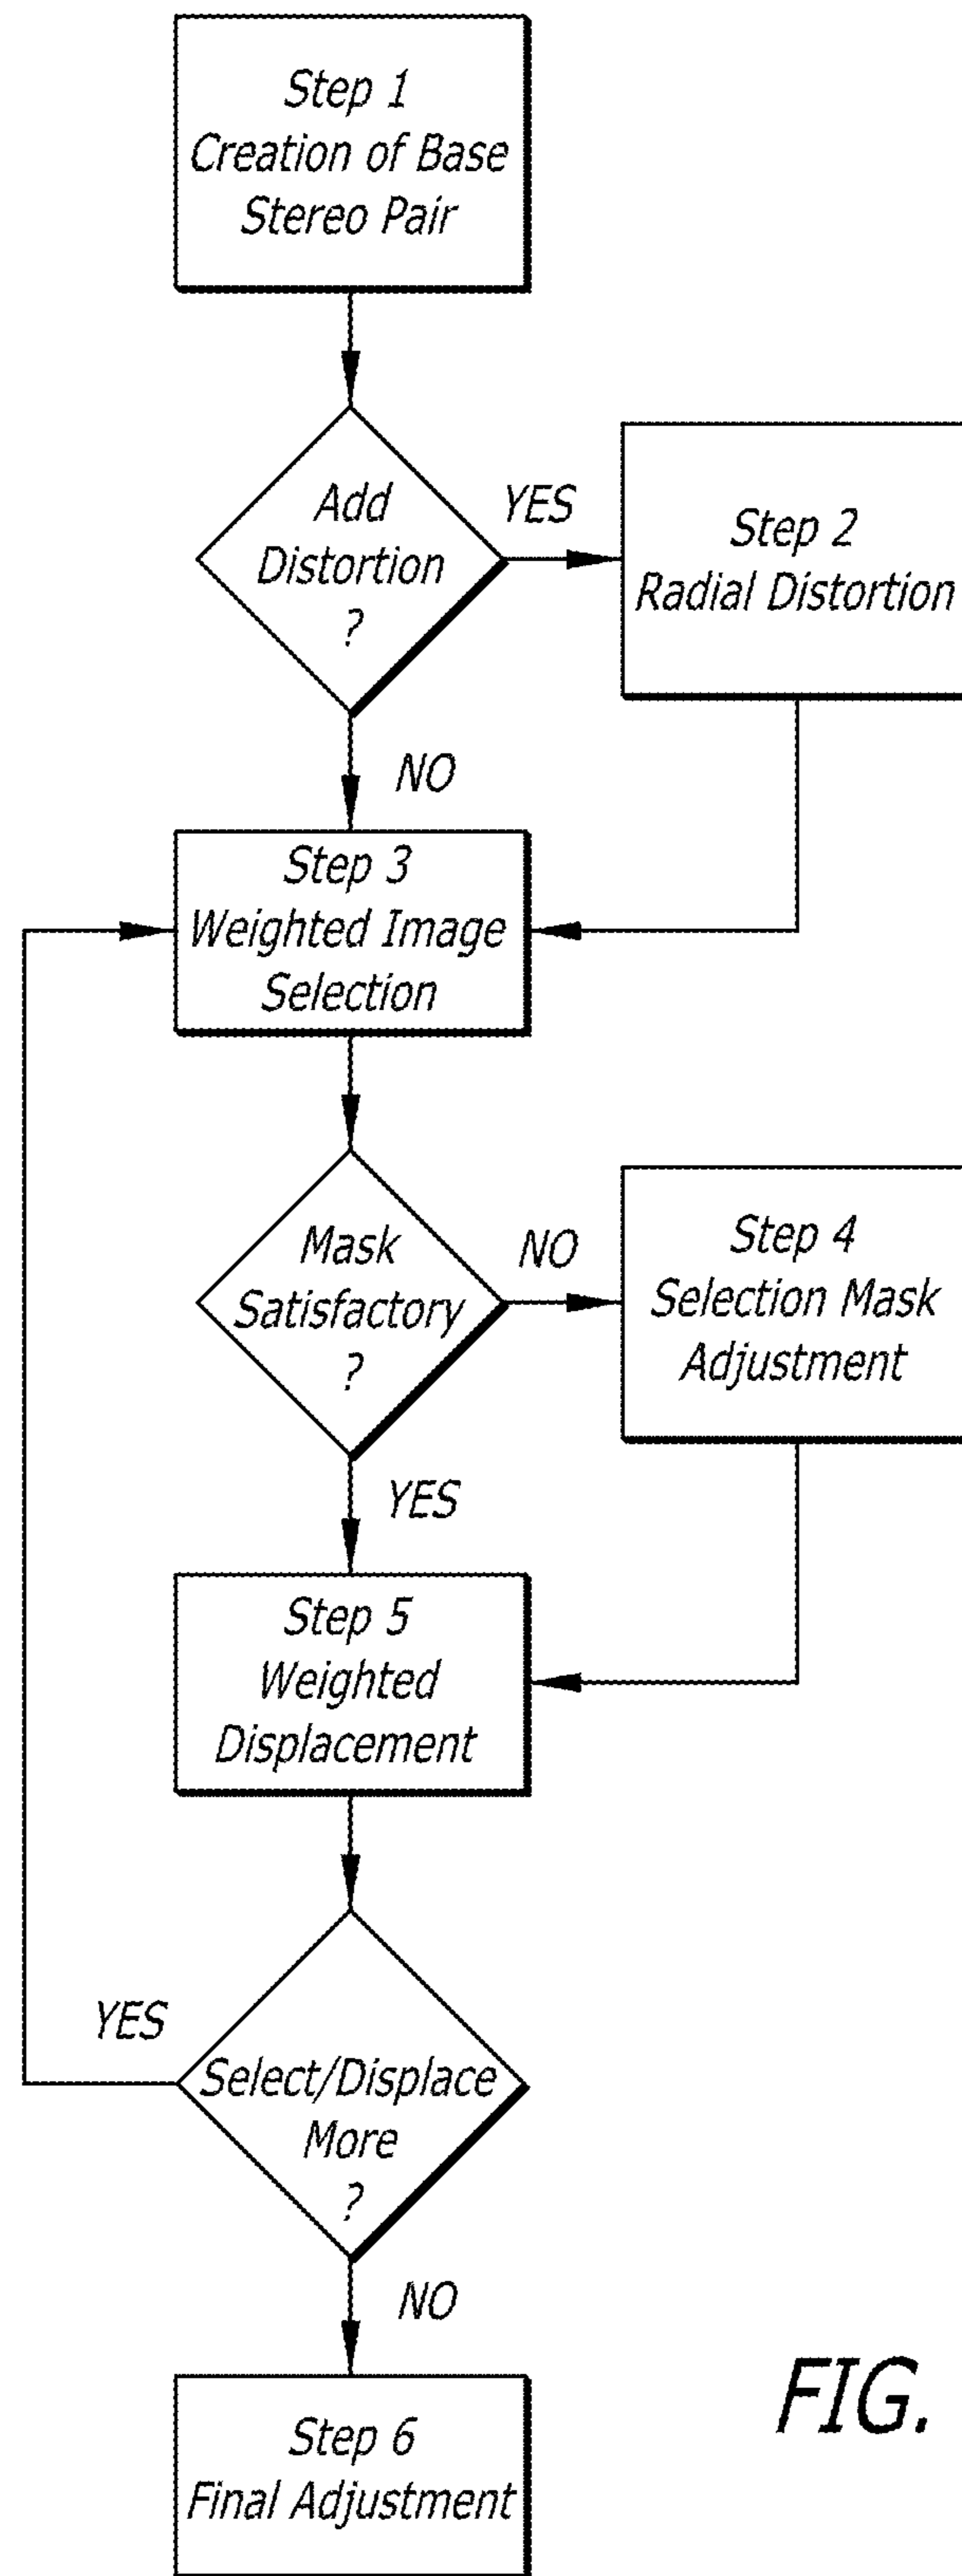 Step 1
Creation of Base
Stereo Pair
Add
Distortion
?
YES
Step 2
Radial Distortion
NO
Step 3
Weighted Image
Selection
Mask
Satisfactory
?
NO
Step 4
Selection Mask
Adjustment
YES
Step 5
Weighted
Displacement
YES
Select/Displace
More
?
NO
Step 6
Final Adjustment
FIG.